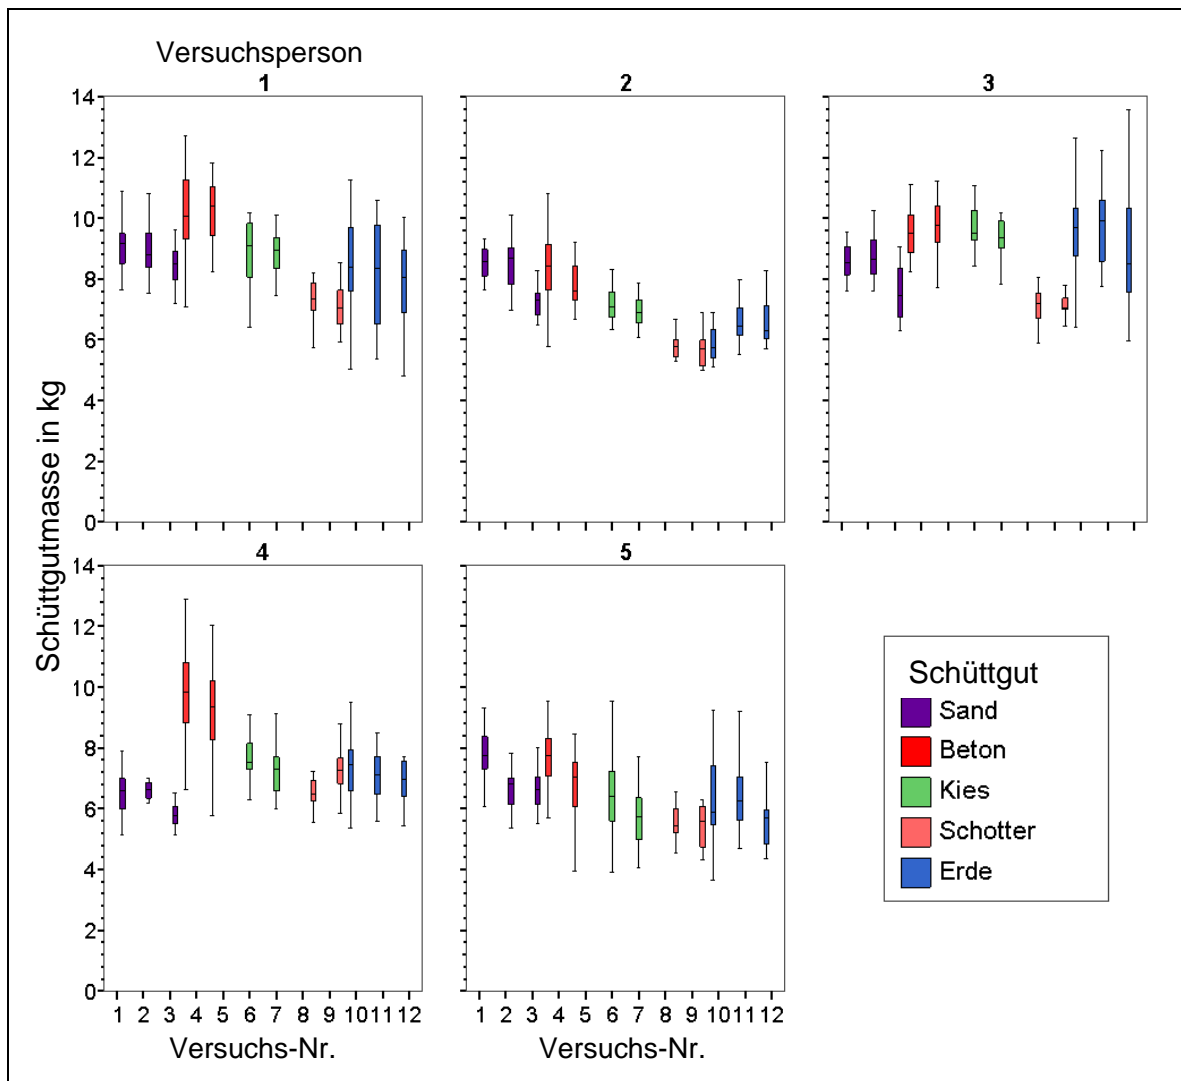 Versuchsperson
1 2 3
14
12
10
8
6
4
2
0
Schüttgutmasse in kg
4 5
14
12
10
8
6
4
2
0
1 2 3 4 5 6 7 8 9 10 11 12
1 2 3 4 5 6 7 8 9 10 11 12
Versuchs-Nr.
Versuchs-Nr.
Schüttgut
Sand
Beton
Kies
Schotter
Erde